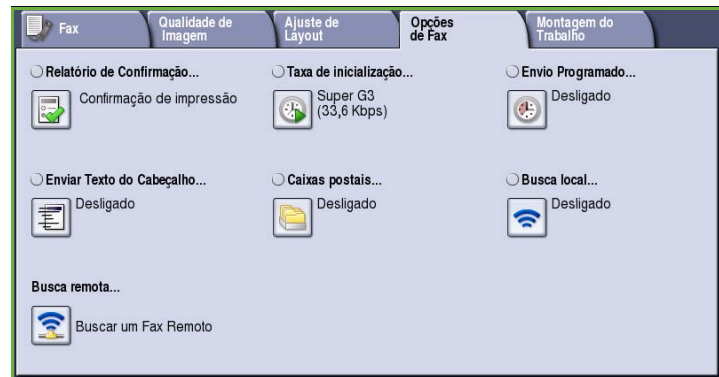 Fax
Qualidade de
Imagem
Ajuste de
Layout
Opções
de Fax
Montagem do
Trabalho
Relatório de Confirmação...
Confirmação de impressão
Taxa de inicialização...
Super G3
(33,6 Kbps)
Envio Programado...
Desligado
Enviar Texto do Cabeçalho...
Desligado
Caixas postais...
Desligado
Busca local...
Desligado
Busca remota...
Buscar um Fax Remoto